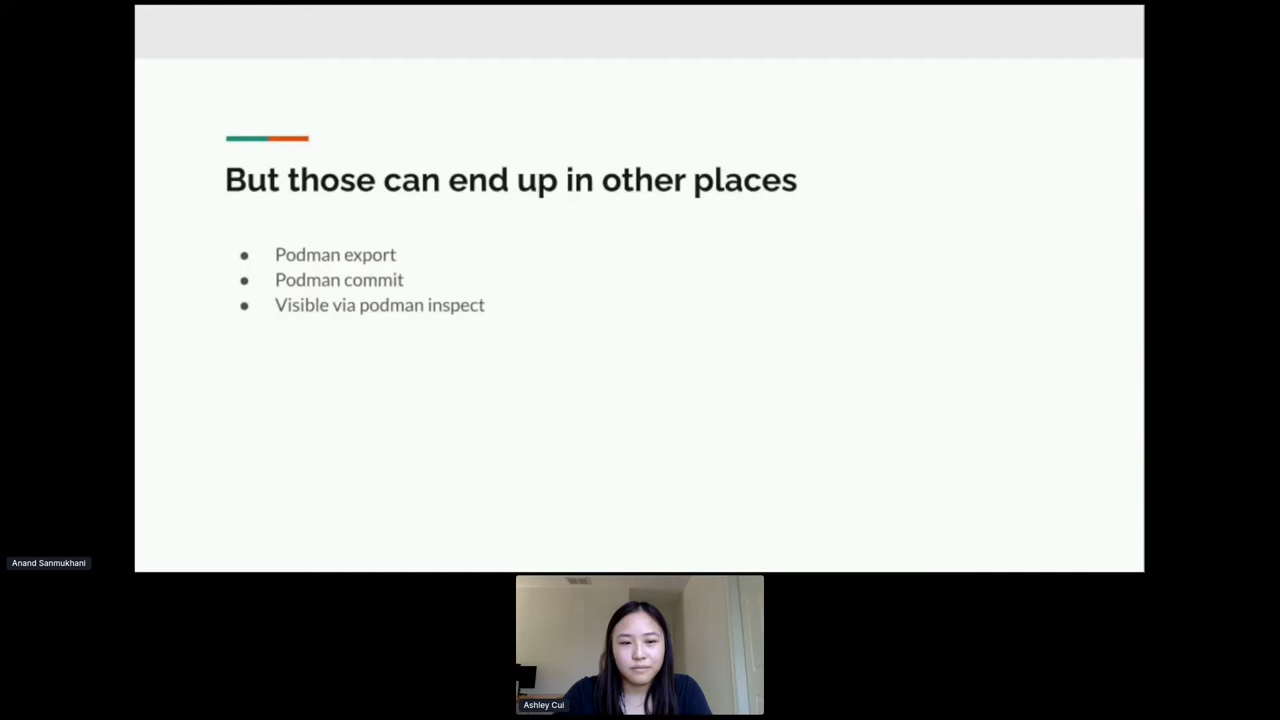 But those can end up in other places
● Podman export
● Podman commit
● Visible via podman inspect
Anand Sanmukhani
Ashley Cui